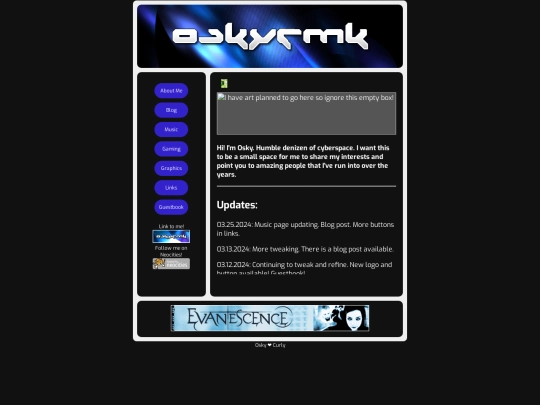 oskycmk
About Me
Blog
Music
Gaming
Graphics
Links
Guestbook
Link to me!
Follow me on
Neocities!
I have art planned to go here so ignore this empty box!
Hi! I'm Osky. Humble denizen of cyberspace. I want this
to be a small space for me to share my interests and
point you to amazing people that I've run into over the
years.
Updates:
03.25.2024: Music page updating. Blog post. More buttons
in links.
03.13.2024: More tweaking. There is a blog post available.
03.12.2024: Continuing to tweak and refine. New logo and
button available! Guestbook!
EVANESCENCE
Osky ❤ Curly